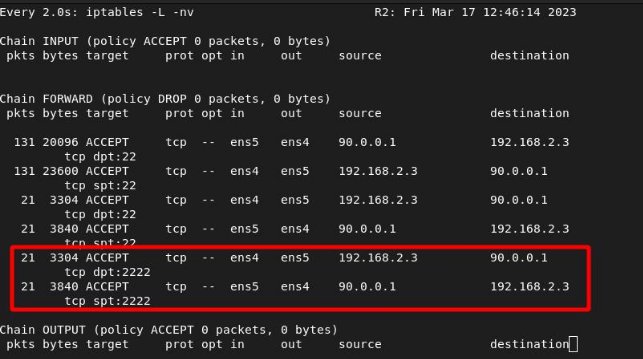 Every 2.0s: iptables -L -nv R2: Fri Mar 17 12:46:14 2023
Chain INPUT (policy ACCEPT 0 packets, 0 bytes)
pkts bytes target prot opt in out source destination
Chain FORWARD (policy DROP 0 packets, 0 bytes)
pkts bytes target prot opt in out source destination
131 20096 ACCEPT tcp -- ens5 ens4 90.0.0.1 192.168.2.3
tcp dpt:22
131 23600 ACCEPT tcp -- ens4 ens5 192.168.2.3 90.0.0.1
tcp spt:22
21 3304 ACCEPT tcp -- ens4 ens5 192.168.2.3 90.0.0.1
tcp dpt:22
21 3840 ACCEPT tcp -- ens5 ens4 90.0.0.1 192.168.2.3
tcp spt:22
21 3304 ACCEPT tcp -- ens4 ens5 192.168.2.3 90.0.0.1
tcp dpt:2222
21 3840 ACCEPT tcp -- ens5 ens4 90.0.0.1 192.168.2.3
tcp spt:2222
Chain OUTPUT (policy ACCEPT 0 packets, 0 bytes)
pkts bytes target prot opt in out source destination